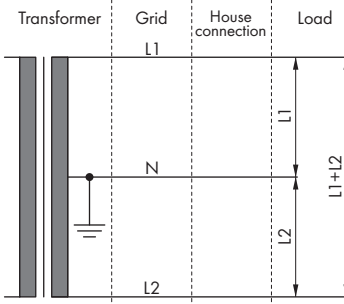 Transformer
Grid
House
connection
Load
L1
L1
L1+L2
N
L2
L2